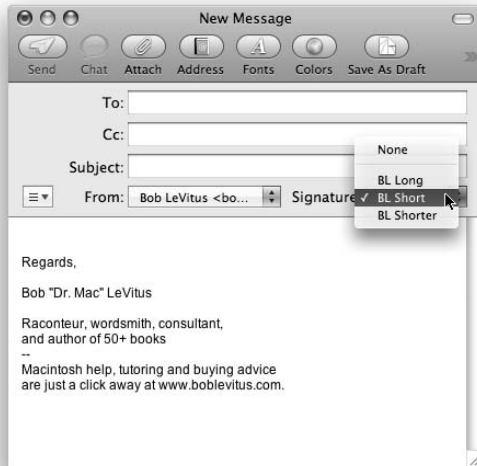 New Message
Send Chat Attach Address Fonts Colors Save As Draft
To:
Cc:
Subject:
From: Bob LeVitus <bo... Signature
None
BL Long
✓ BL Short
BL Shorter
Regards,
Bob "Dr. Mac" LeVitus
Raconteur, wordsmith, consultant,
and author of 50+ books
--
Macintosh help, tutoring and buying advice
are just a click away at www.boblevitus.com.